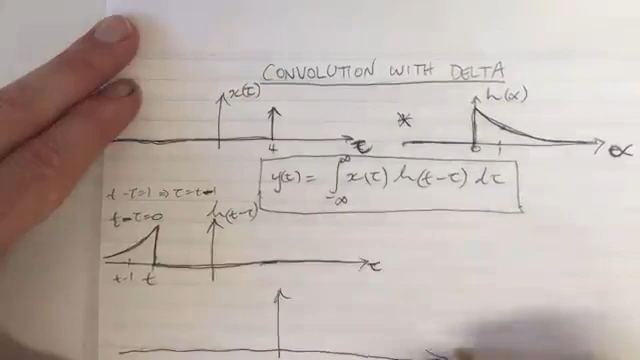 CONVOLUTION WITH DELTA
x(τ) h(α)
*
4 τ 0 1 α
y(t) = ∫ x(τ) h(t-τ) dτ
∞
-∞
t-τ=1 ⇒ τ=t-1
t-τ=0 h(t-τ)
t-1 t τ